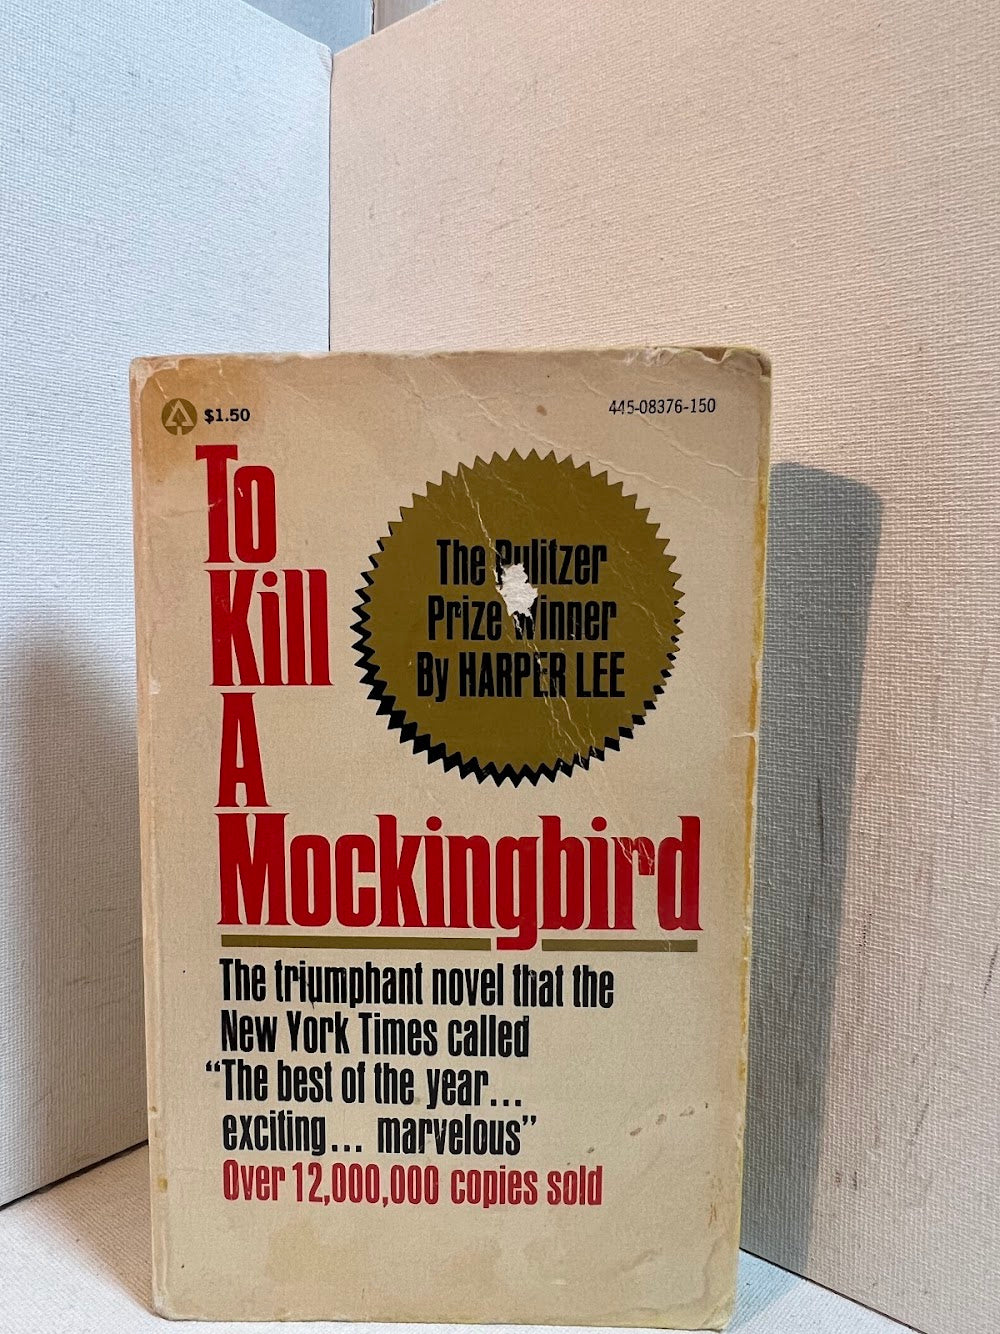 $1.50
445-08376-150
To
Kill
A
Mockingbird
The Pulitzer
Prize Winner
By HARPER LEE
The triumphant novel that the
New York Times called
“The best of the year...
exciting... marvelous”
Over 12,000,000 copies sold